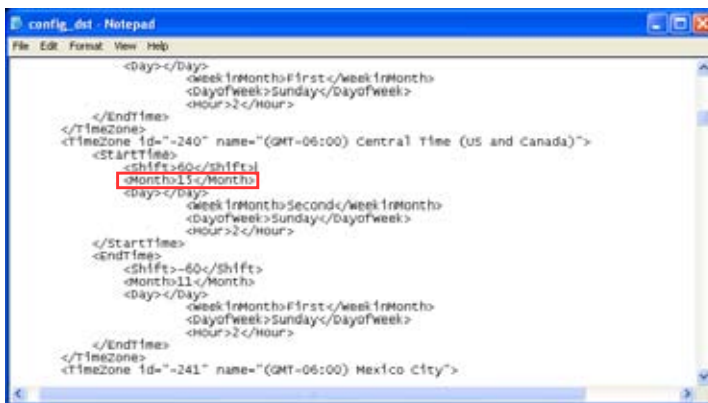 config_dst - Notepad
File Edit Format View Help
<Day></Day>
<WeekInMonth>First</WeekInMonth>
<DayofWeek>Sunday</DayofWeek>
<Hour>2</Hour>
</EndTime>
</TimeZone>
<TimeZone id="-240" name="(GMT-06:00) Central Time (US and Canada)">
<StartTime>
<Shift>60</Shift>
<Month>15</Month>
<Day></Day>
<WeekInMonth>Second</WeekInMonth>
<DayofWeek>Sunday</DayofWeek>
<Hour>2</Hour>
</StartTime>
<EndTime>
<Shift>-60</Shift>
<Month>11</Month>
<Day></Day>
<WeekInMonth>First</WeekInMonth>
<DayofWeek>Sunday</DayofWeek>
<Hour>2</Hour>
</EndTime>
</TimeZone>
<TimeZone id="-241" name="(GMT-06:00) Mexico City">